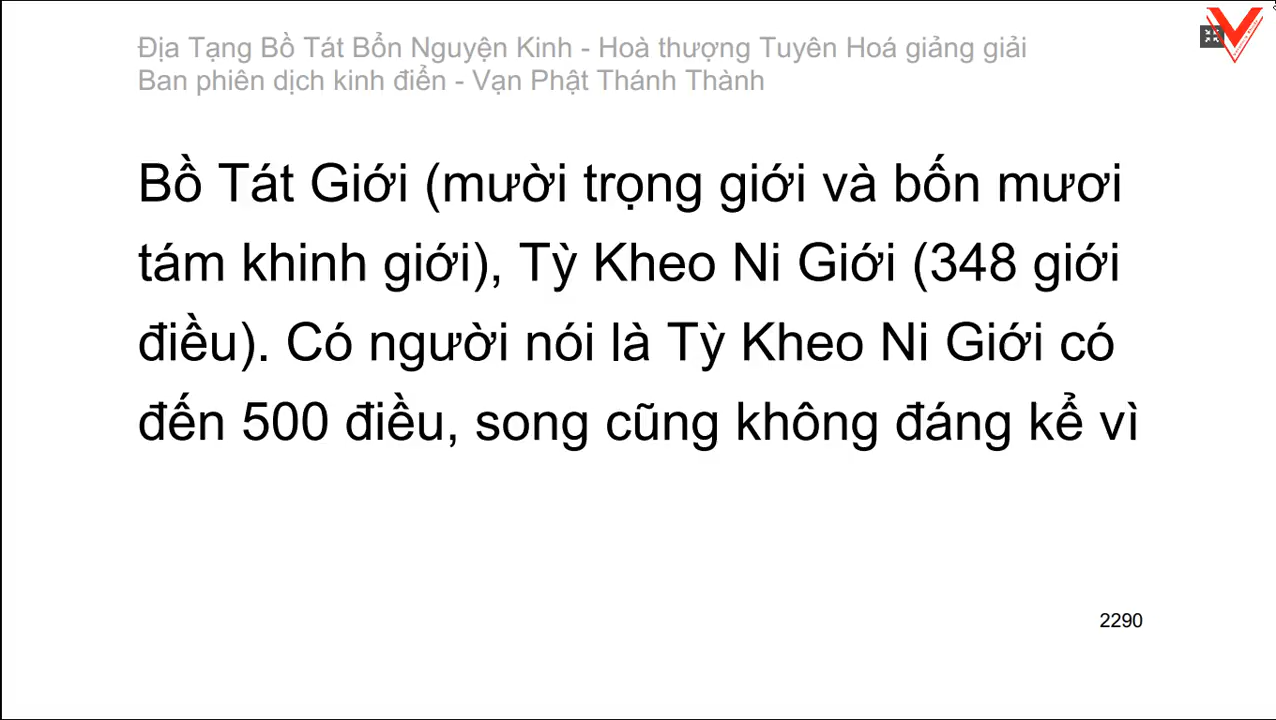 Địa Tạng Bồ Tát Bổn Nguyện Kinh - Hoà thượng Tuyên Hoá giảng giải
Ban phiên dịch kinh điển - Vạn Phật Thánh Thành
Bồ Tát Giới (mười trọng giới và bốn mươi
tám khinh giới), Tỳ Kheo Ni Giới (348 giới
điều). Có người nói là Tỳ Kheo Ni Giới có
đến 500 điều, song cũng không đáng kể vì
2290